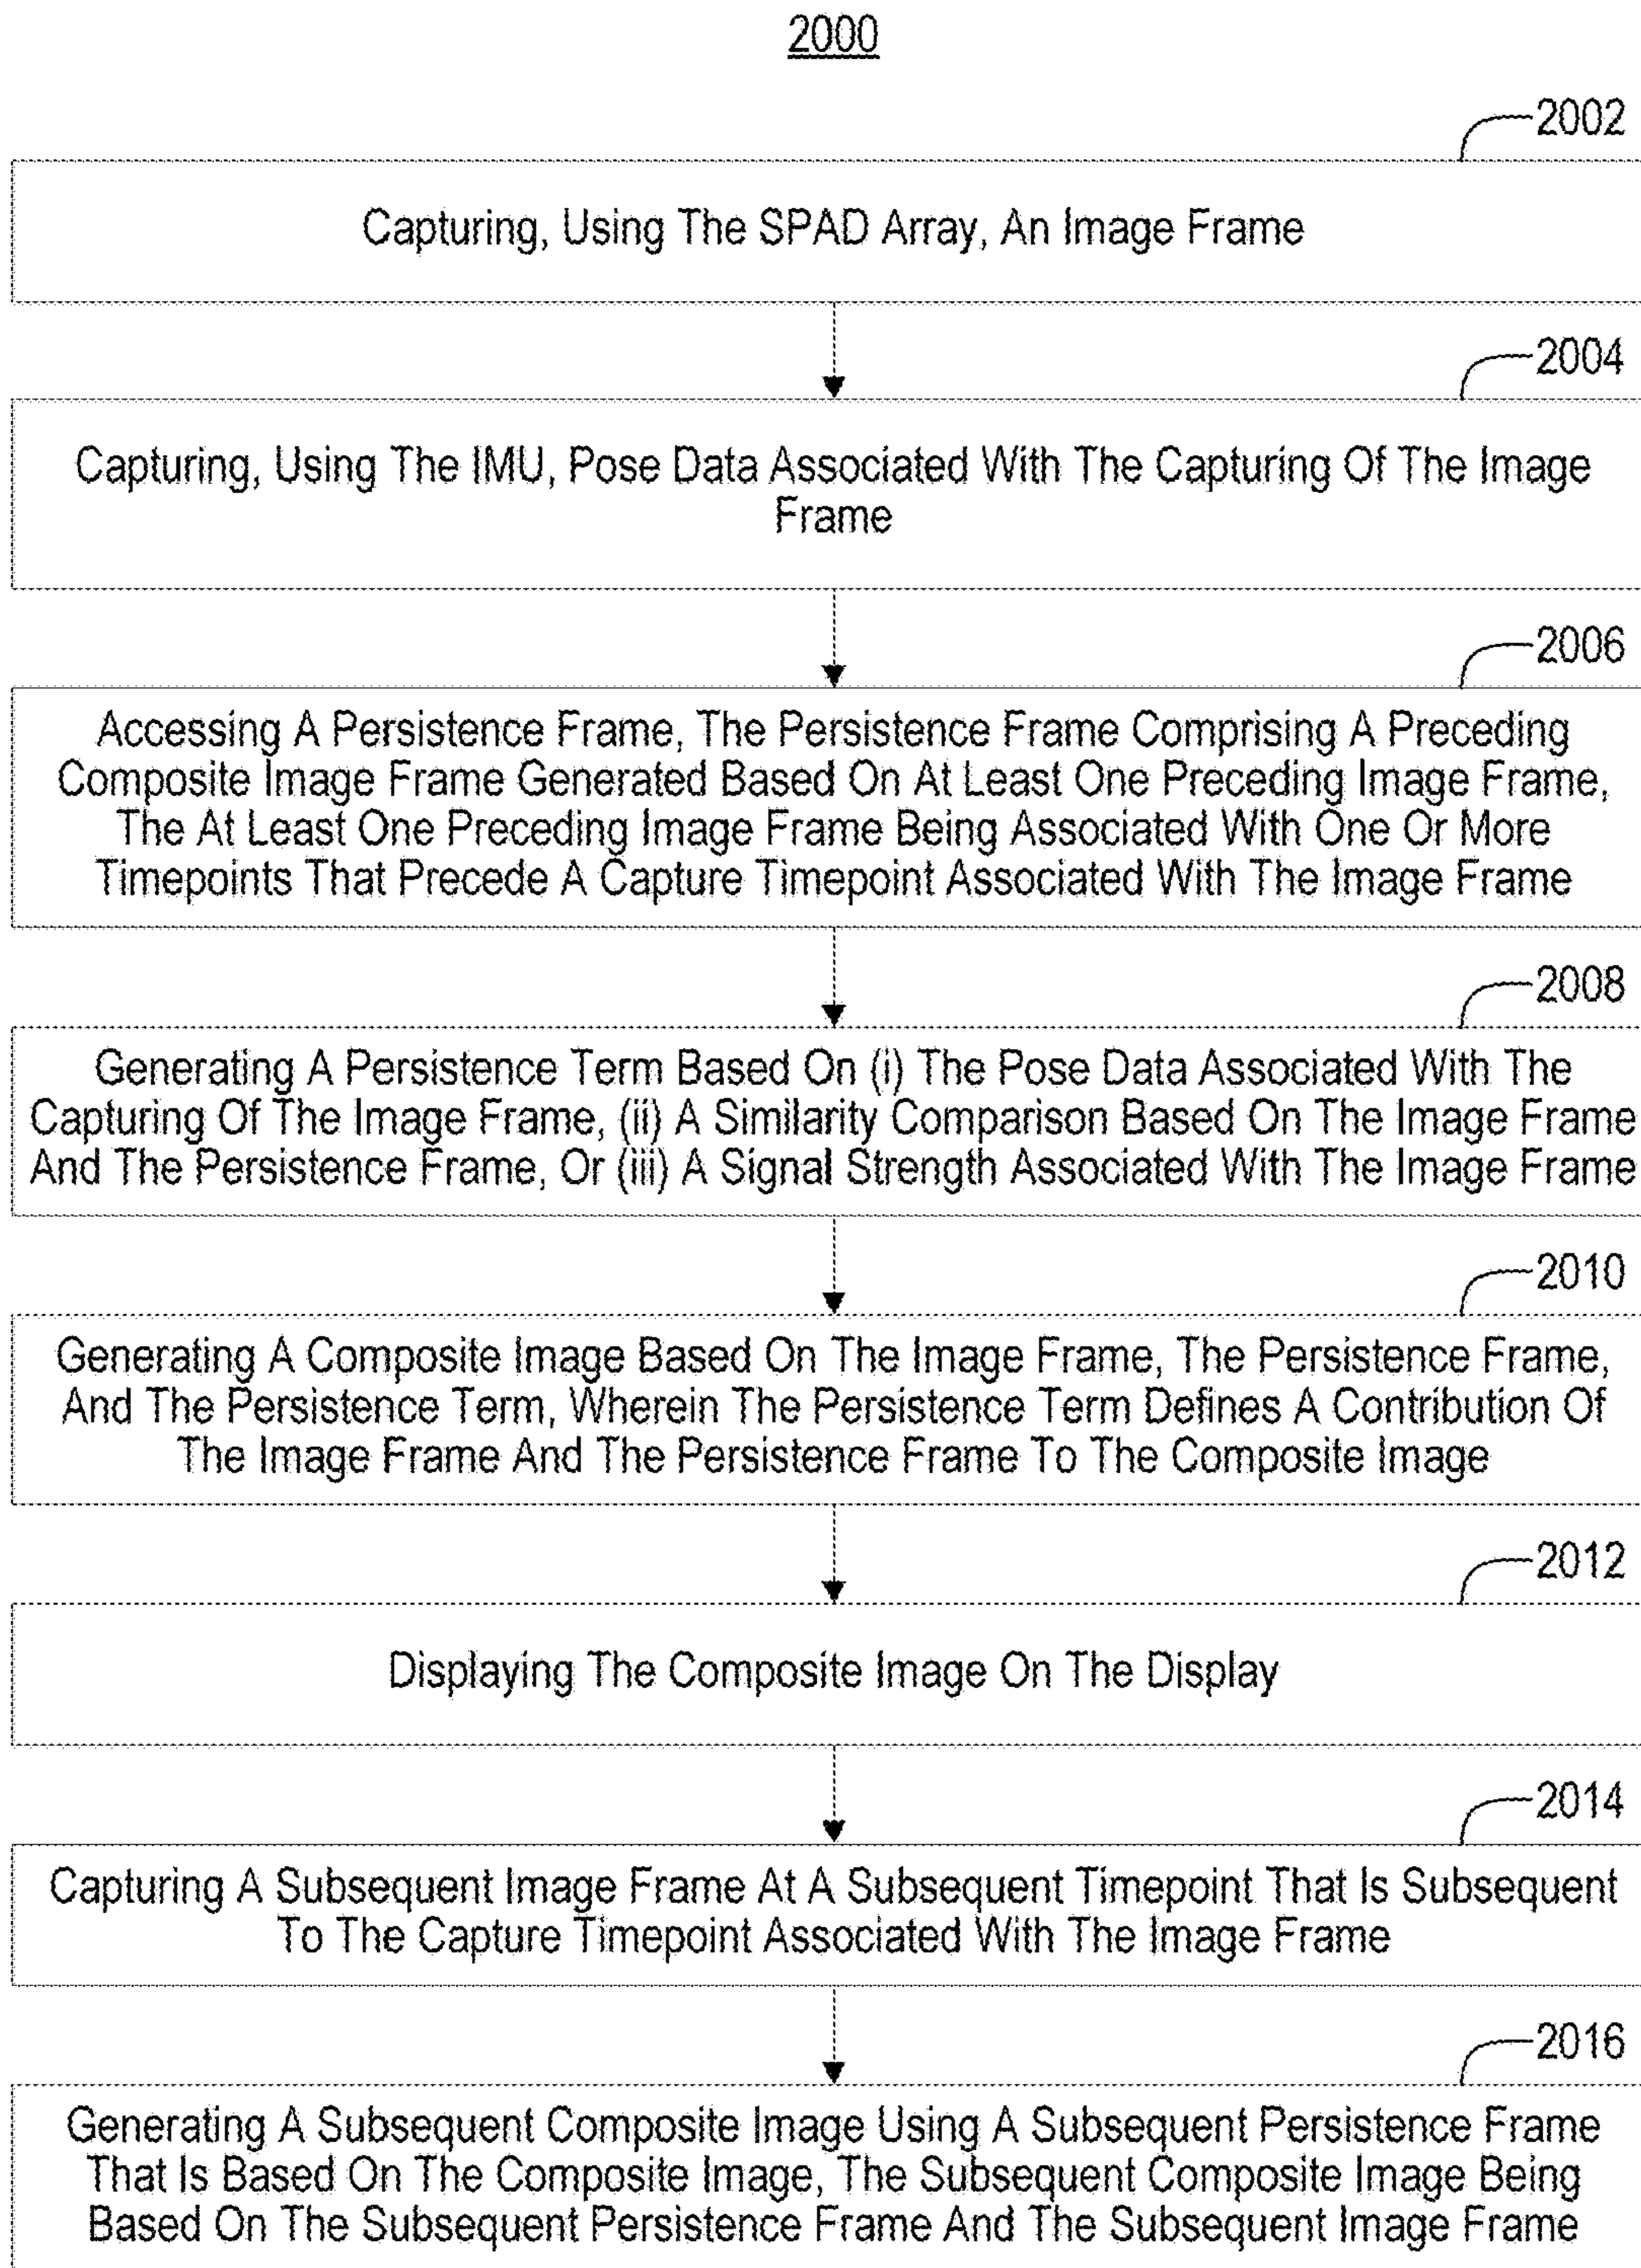 2000
2002
Capturing, Using The SPAD Array, An Image Frame
2004
Capturing, Using The IMU, Pose Data Associated With The Capturing Of The Image
Frame
2006
Accessing A Persistence Frame, The Persistence Frame Comprising A Preceding
Composite Image Frame Generated Based On At Least One Preceding Image Frame,
The At Least One Preceding Image Frame Being Associated With One Or More
Timepoints That Precede A Capture Timepoint Associated With The Image Frame
2008
Generating A Persistence Term Based On (i) The Pose Data Associated With The
Capturing Of The Image Frame, (ii) A Similarity Comparison Based On The Image Frame
And The Persistence Frame, Or (iii) A Signal Strength Associated With The Image Frame
2010
Generating A Composite Image Based On The Image Frame, The Persistence Frame,
And The Persistence Term, Wherein The Persistence Term Defines A Contribution Of
The Image Frame And The Persistence Frame To The Composite Image
2012
Displaying The Composite Image On The Display
2014
Capturing A Subsequent Image Frame At A Subsequent Timepoint That Is Subsequent
To The Capture Timepoint Associated With The Image Frame
2016
Generating A Subsequent Composite Image Using A Subsequent Persistence Frame
That Is Based On The Composite Image, The Subsequent Composite Image Being
Based On The Subsequent Persistence Frame And The Subsequent Image Frame